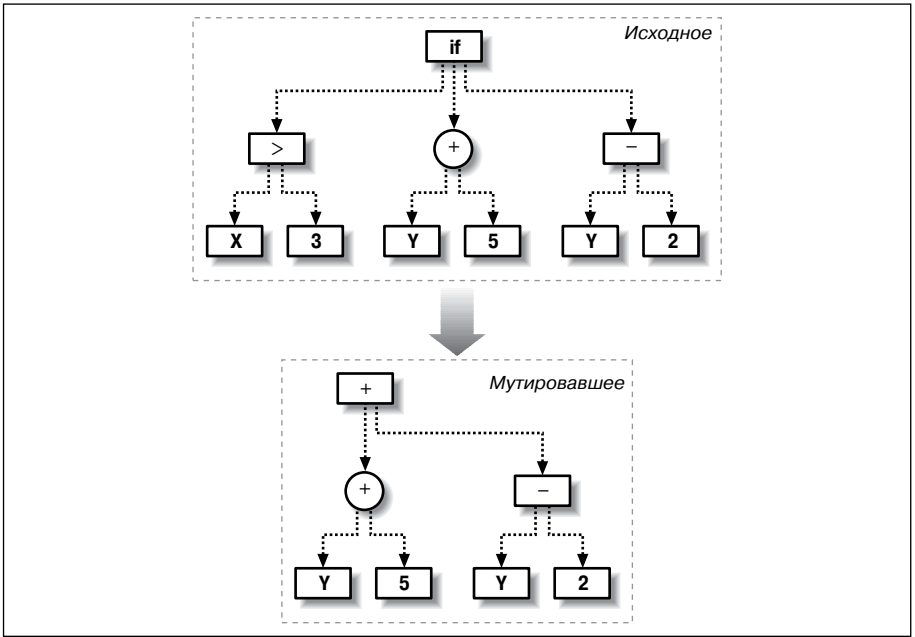 Исходное
if
> + −
X 3 Y 5 Y 2
Мутировавшее
+
+ −
Y 5 Y 2